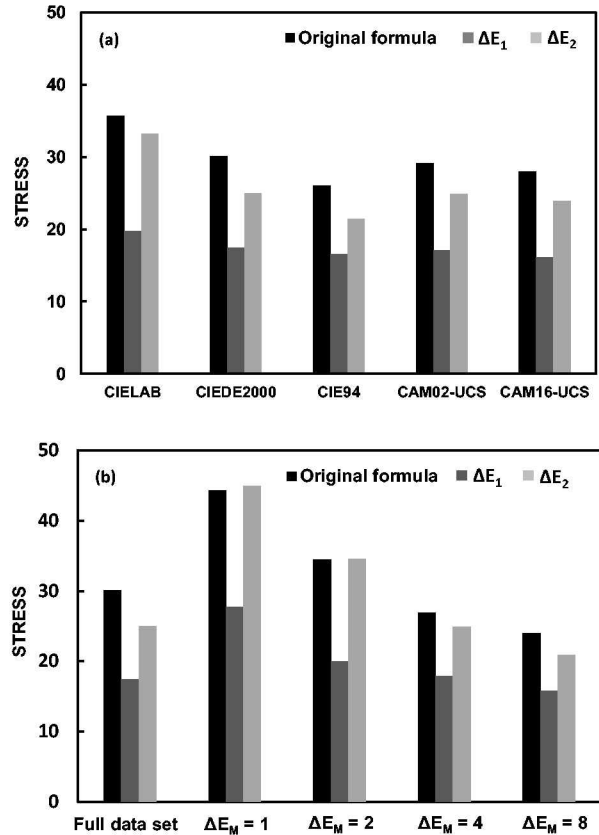 50
(a)
Original formula ΔE1 ΔE2
40
30
20
10
0
STRESS
CIELAB CIEDE2000 CIE94 CAM02-UCS CAM16-UCS
50
(b)
Original formula ΔE1 ΔE2
40
30
20
10
0
STRESS
Full data set ΔEM = 1 ΔEM = 2 ΔEM = 4 ΔEM = 8